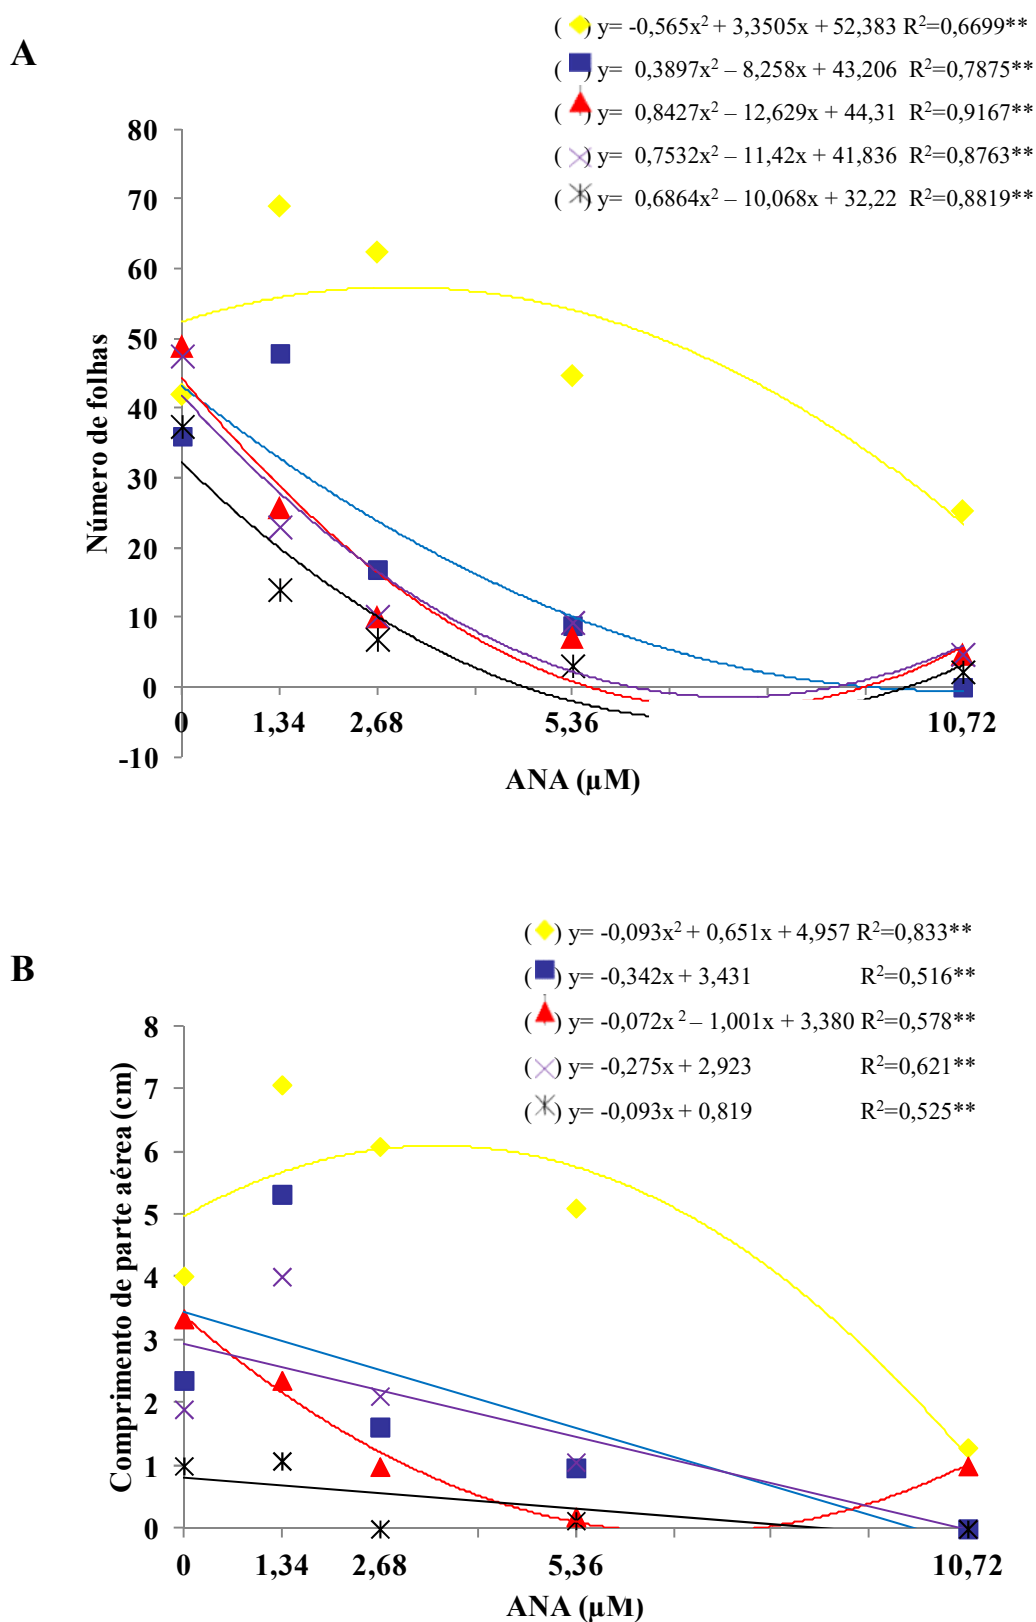 A
( ) y= -0,565x² + 3,3505x + 52,383 R²=0,6699**
( ) y= 0,3897x² – 8,258x + 43,206 R²=0,7875**
( ) y= 0,8427x² – 12,629x + 44,31 R²=0,9167**
( ) y= 0,7532x² – 11,42x + 41,836 R²=0,8763**
( ) y= 0,6864x² – 10,068x + 32,22 R²=0,8819**
Número de folhas
80
70
60
50
40
30
20
10
0
-10
0 1,34 2,68 5,36 10,72
ANA (µM)
B
( ) y= -0,093x² + 0,651x + 4,957 R²=0,833**
( ) y= -0,342x + 3,431 R²=0,516**
( ) y= -0,072x² – 1,001x + 3,380 R²=0,578**
( ) y= -0,275x + 2,923 R²=0,621**
( ) y= -0,093x + 0,819 R²=0,525**
Comprimento de parte aérea (cm)
8
7
6
5
4
3
2
1
0
0 1,34 2,68 5,36 10,72
ANA (µM)